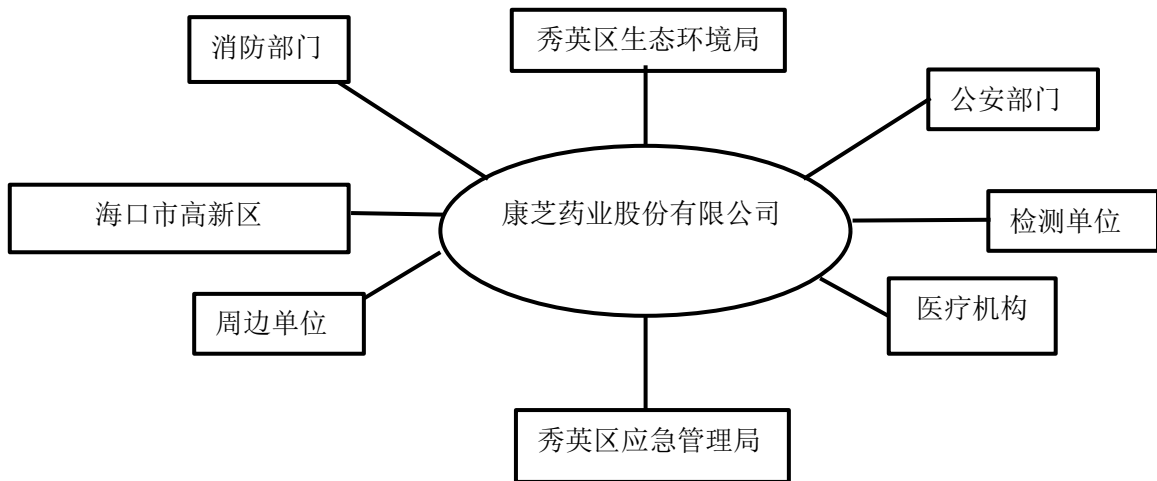 消防部门
秀英区生态环境局
公安部门
海口市高新区
康芝药业股份有限公司
检测单位
周边单位
医疗机构
秀英区应急管理局